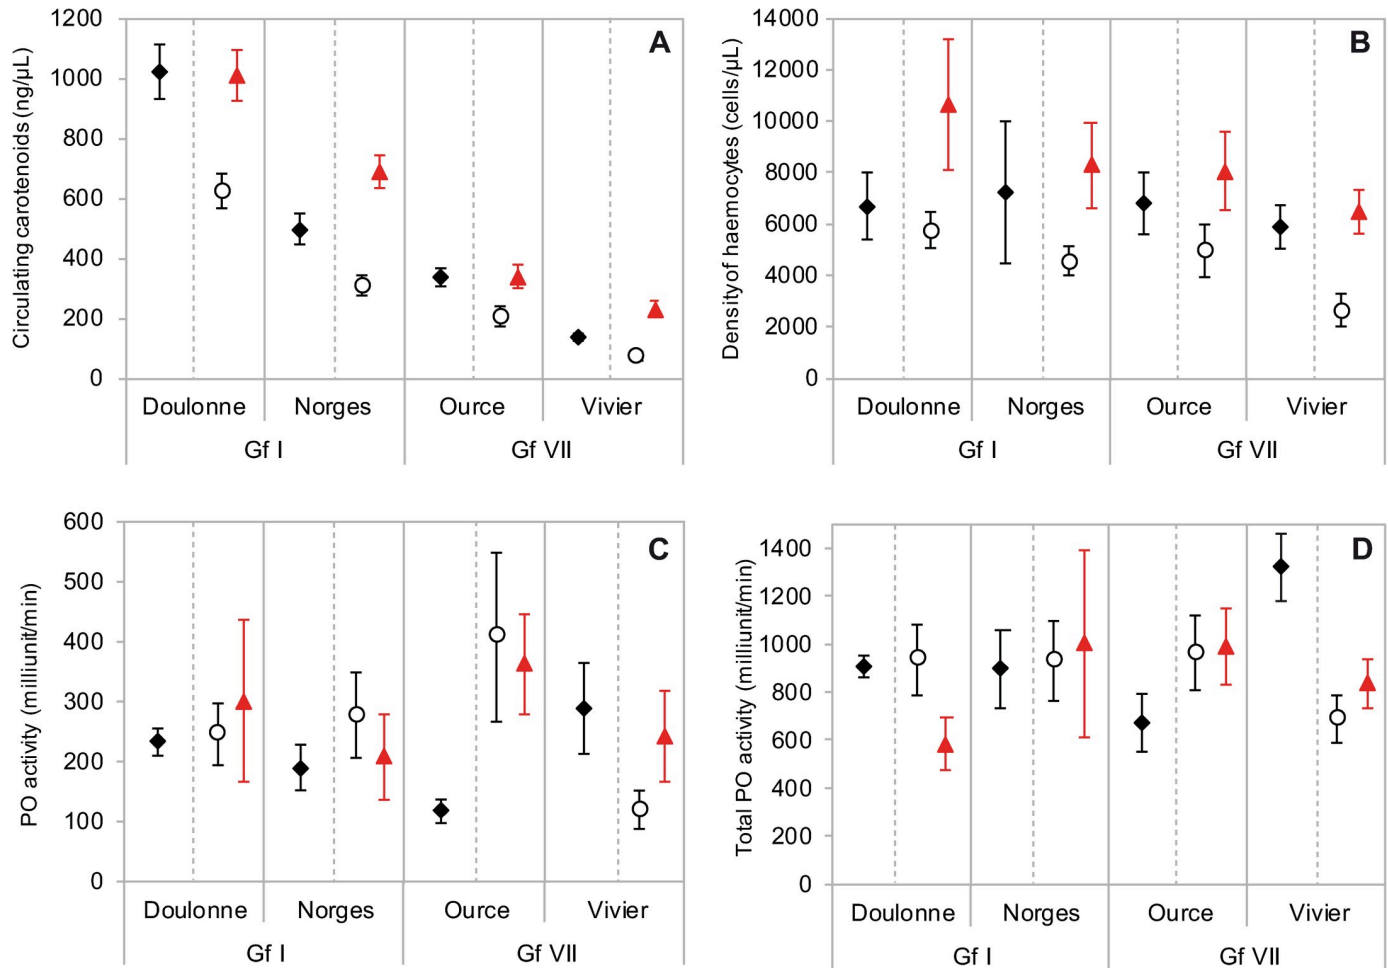 A
Circulating carotenoids (ng/µL)
1200
1000
800
600
400
200
0
Doulonne Norges Ource Vivier
Gf I Gf VII
B
Density of haemocytes (cells/µL)
14000
12000
10000
8000
6000
4000
2000
0
Doulonne Norges Ource Vivier
Gf I Gf VII
C
PO activity (milliunit/min)
600
500
400
300
200
100
0
Doulonne Norges Ource Vivier
Gf I Gf VII
D
Total PO activity (milliunit/min)
1400
1200
1000
800
600
400
200
0
Doulonne Norges Ource Vivier
Gf I Gf VII